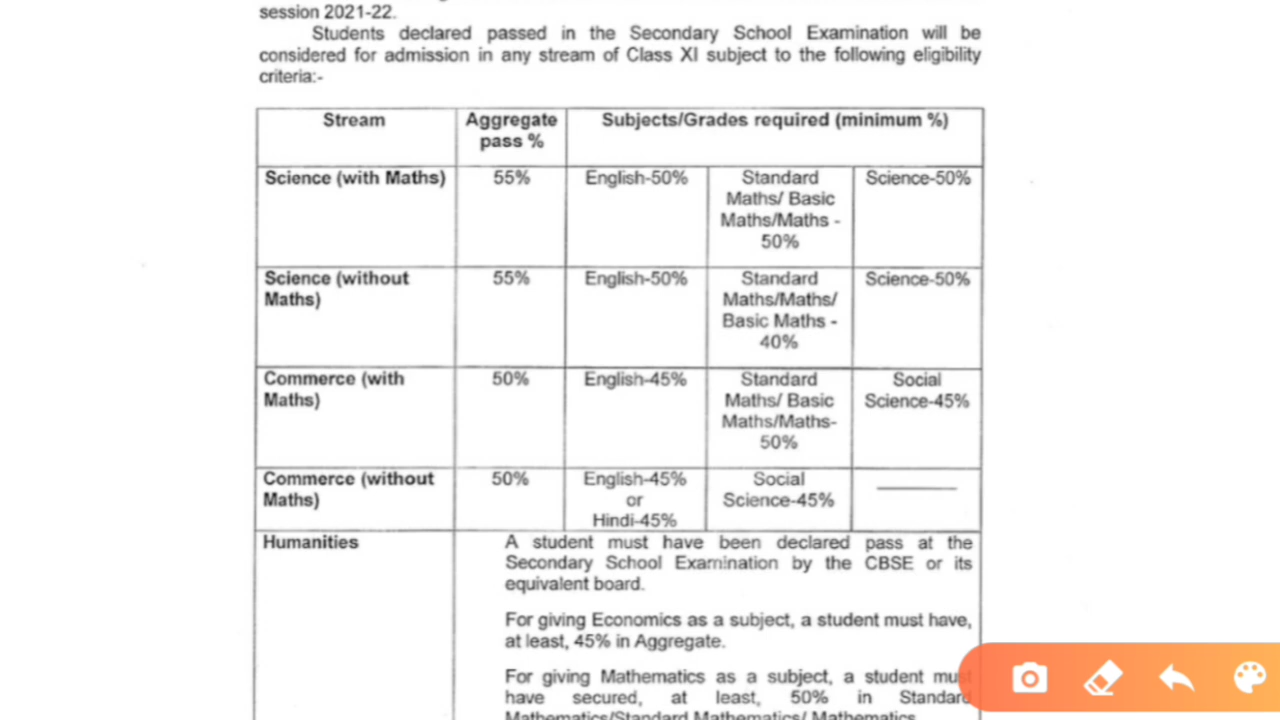 session 2021-22.
Students declared passed in the Secondary School Examination will be
considered for admission in any stream of Class XI subject to the following eligibility
criteria:-
Stream
Aggregate
pass %
Subjects/Grades required (minimum %)
Science (with Maths)
55%
English-50%
Standard
Maths/ Basic
Maths/Maths -
50%
Science-50%
Science (without
Maths)
55%
English-50%
Standard
Maths/Maths/
Basic Maths -
40%
Science-50%
Commerce (with
Maths)
50%
English-45%
Standard
Maths/ Basic
Maths/Maths-
50%
Social
Science-45%
Commerce (without
Maths)
50%
English-45%
or
Hindi-45%
Social
Science-45%
Humanities
A student must have been declared pass at the
Secondary School Examination by the CBSE or its
equivalent board.
For giving Economics as a subject, a student must have,
at least, 45% in Aggregate.
For giving Mathematics as a subject, a student must
have secured, at least, 50% in Standard
Mathematics/Standard Mathematics/ Mathematics